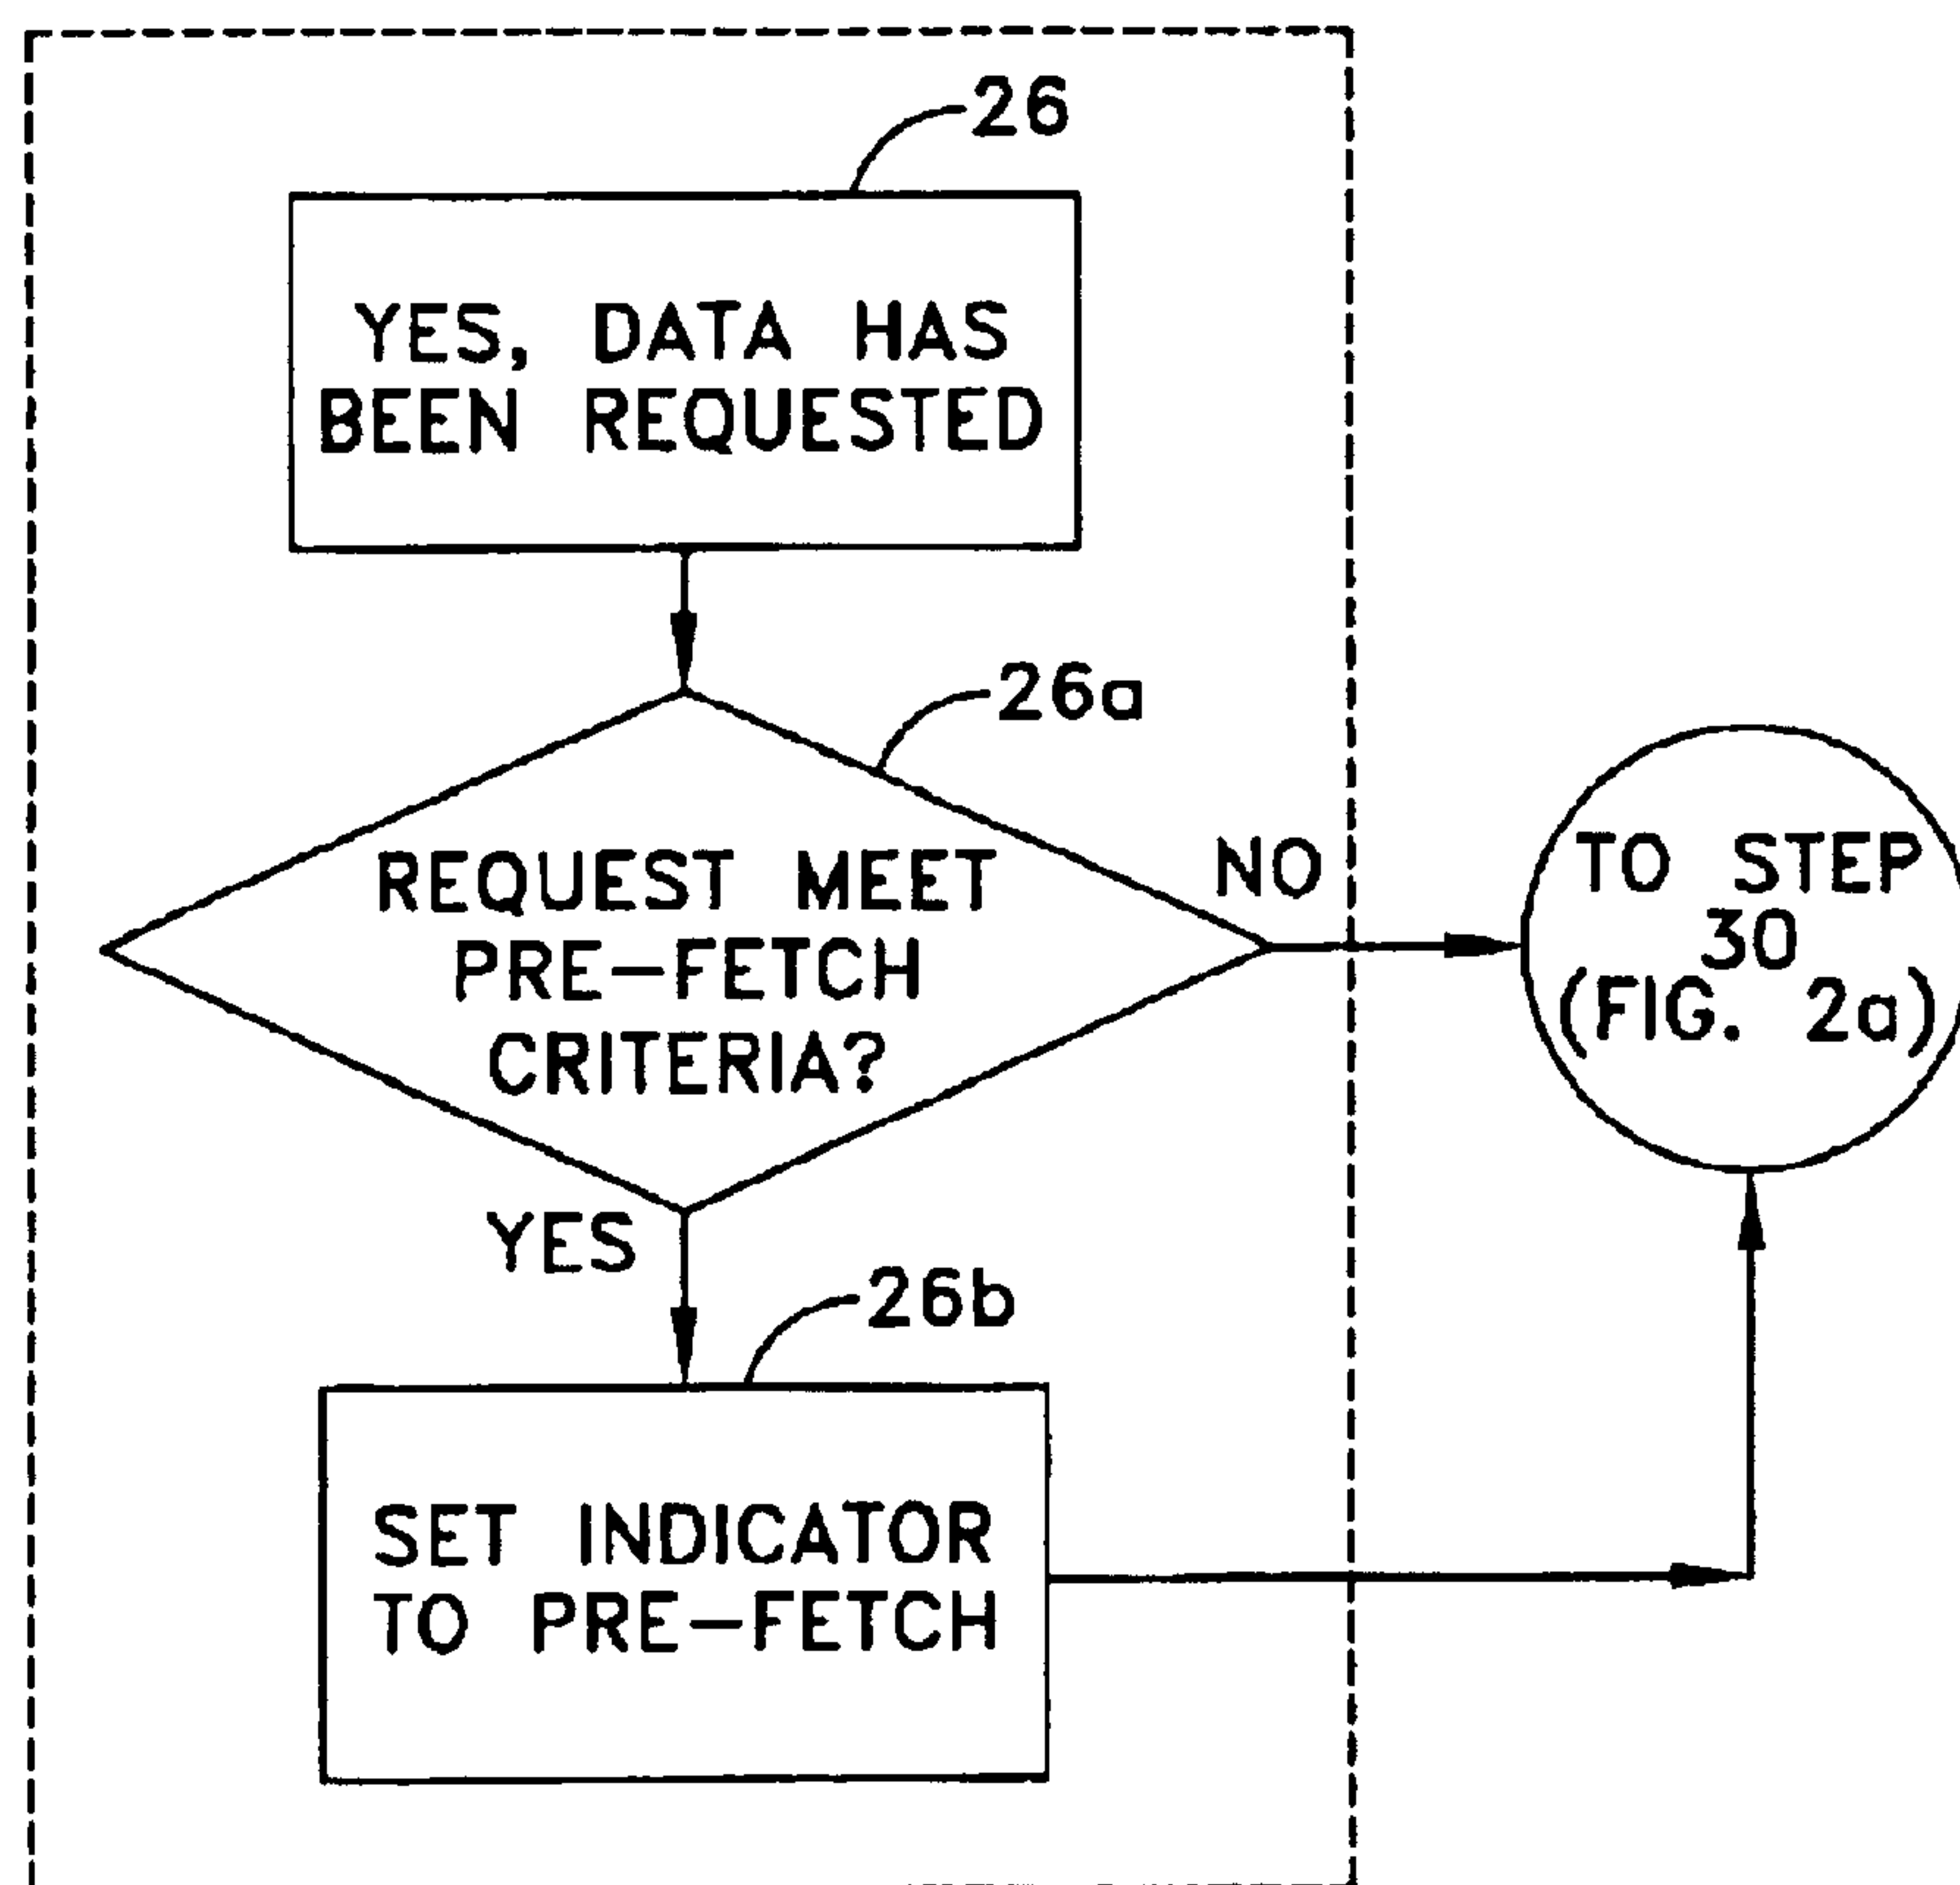 26
YES, DATA HAS
BEEN REQUESTED
26a
REQUEST MEET
PRE-FETCH
CRITERIA?
NO
TO STEP
30
(FIG. 2a)
YES
26b
SET INDICATOR
TO PRE-FETCH